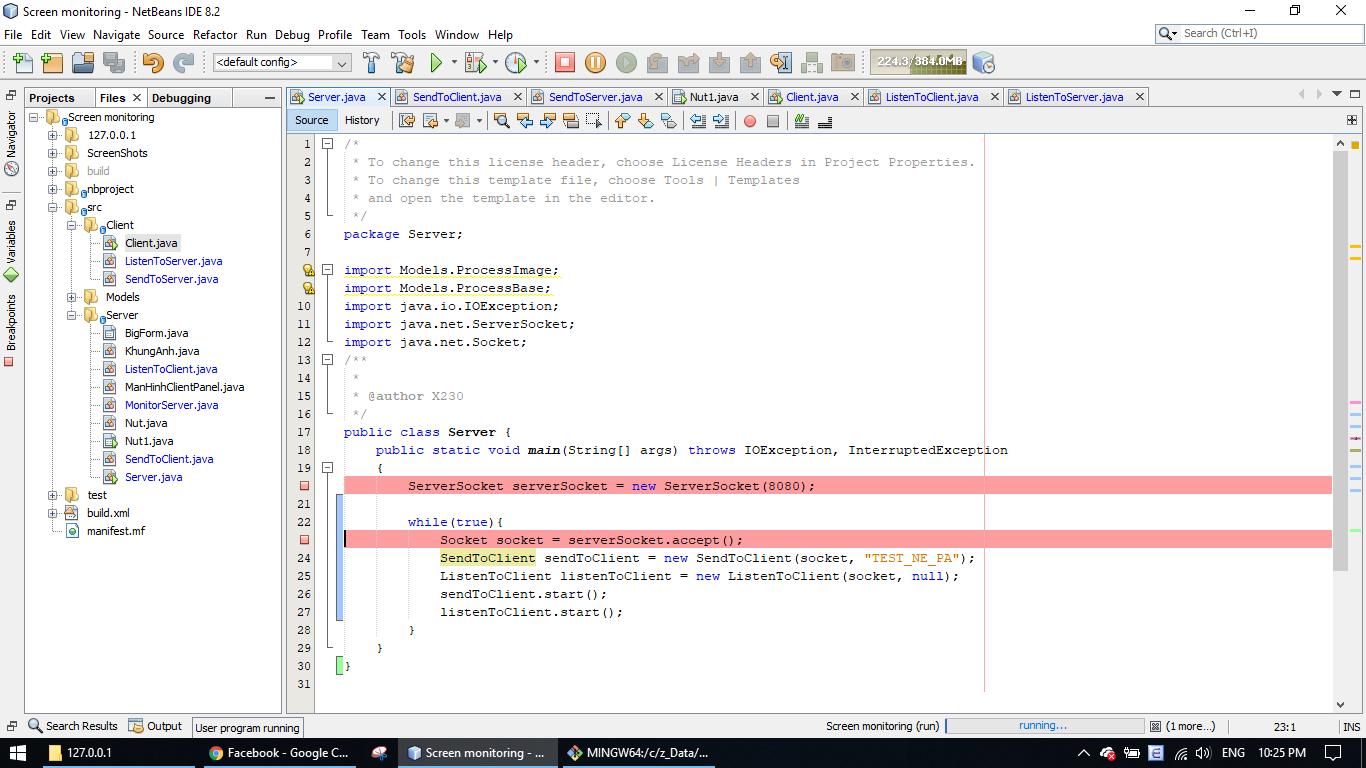 Screen monitoring - NetBeans IDE 8.2
File Edit View Navigate Source Refactor Run Debug Profile Team Tools Window Help
Search (Ctrl+I)
<default config>
224.3/384.0MB
Projects Files Debugging
Server.java SendToClient.java SendToServer.java Nut1.java Client.java ListenToClient.java ListenToServer.java
Source History
Navigator
Variables
Breakpoints
Screen monitoring
127.0.0.1
ScreenShots
build
nbproject
src
Client
Client.java
ListenToServer.java
SendToServer.java
Models
Server
BigForm.java
KhungAnh.java
ListenToClient.java
ManHinhClientPanel.java
MonitorServer.java
Nut.java
Nut1.java
SendToClient.java
Server.java
test
build.xml
manifest.mf
1 /*
2 * To change this license header, choose License Headers in Project Properties.
3 * To change this template file, choose Tools | Templates
4 * and open the template in the editor.
5 */
6 package Server;
7
import Models.ProcessImage;
import Models.ProcessBase;
10 import java.io.IOException;
11 import java.net.ServerSocket;
12 import java.net.Socket;
13 /**
14 *
15 * @author X230
16 */
17 public class Server {
18 public static void main(String[] args) throws IOException, InterruptedException
19 {
ServerSocket serverSocket = new ServerSocket(8080);
21
22 while(true){
Socket socket = serverSocket.accept();
24 SendToClient sendToClient = new SendToClient(socket, "TEST_NE_PA");
25 ListenToClient listenToClient = new ListenToClient(socket, null);
26 sendToClient.start();
27 listenToClient.start();
28 }
29 }
30 }
31
Search Results Output User program running
Screen monitoring (run) running... (1 more...) 23:1 INS
127.0.0.1 Facebook - Google C... Screen monitoring - ... MINGW64:/c/z_Data/... ENG 10:25 PM